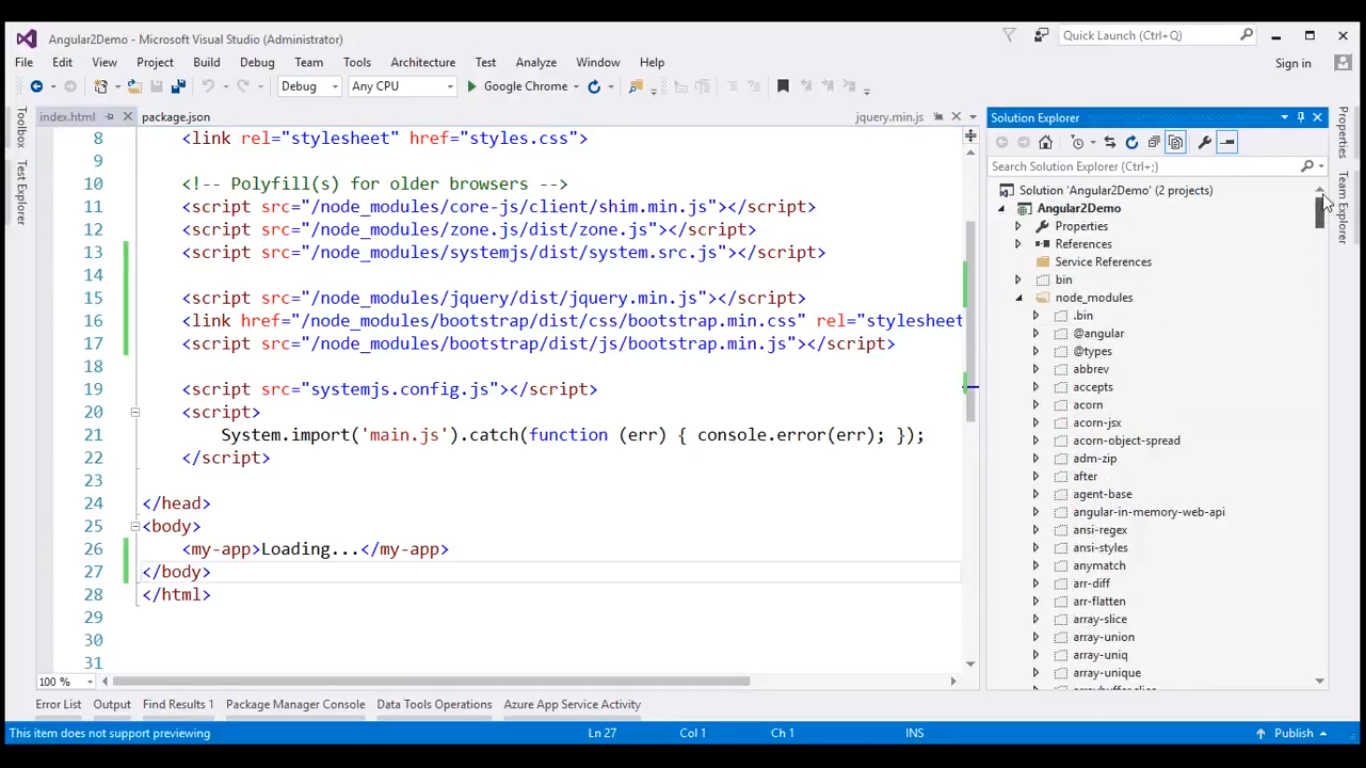 Angular2Demo - Microsoft Visual Studio (Administrator)
Quick Launch (Ctrl+Q)
File Edit View Project Build Debug Team Tools Architecture Test Analyze Window Help
Sign in
Debug Any CPU Google Chrome
Toolbox
Test Explorer
index.html package.json jquery.min.js
8 <link rel="stylesheet" href="styles.css">
9
10 <!-- Polyfill(s) for older browsers -->
11 <script src="/node_modules/core-js/client/shim.min.js"></script>
12 <script src="/node_modules/zone.js/dist/zone.js"></script>
13 <script src="/node_modules/systemjs/dist/system.src.js"></script>
14
15 <script src="/node_modules/jquery/dist/jquery.min.js"></script>
16 <link href="/node_modules/bootstrap/dist/css/bootstrap.min.css" rel="stylesheet
17 <script src="/node_modules/bootstrap/dist/js/bootstrap.min.js"></script>
18
19 <script src="systemjs.config.js"></script>
20 <script>
21 System.import('main.js').catch(function (err) { console.error(err); });
22 </script>
23
24 </head>
25 <body>
26 <my-app>Loading...</my-app>
27 </body>
28 </html>
29
30
31
100 %
Solution Explorer
Search Solution Explorer (Ctrl+;)
Solution 'Angular2Demo' (2 projects)
Angular2Demo
Properties
References
Service References
bin
node_modules
.bin
@angular
@types
abbrev
accepts
acorn
acorn-jsx
acorn-object-spread
adm-zip
after
agent-base
angular-in-memory-web-api
ansi-regex
ansi-styles
anymatch
arr-diff
arr-flatten
array-slice
array-union
array-uniq
array-unique
Properties
Team Explorer
Error List Output Find Results 1 Package Manager Console Data Tools Operations Azure App Service Activity
This item does not support previewing Ln 27 Col 1 Ch 1 INS Publish